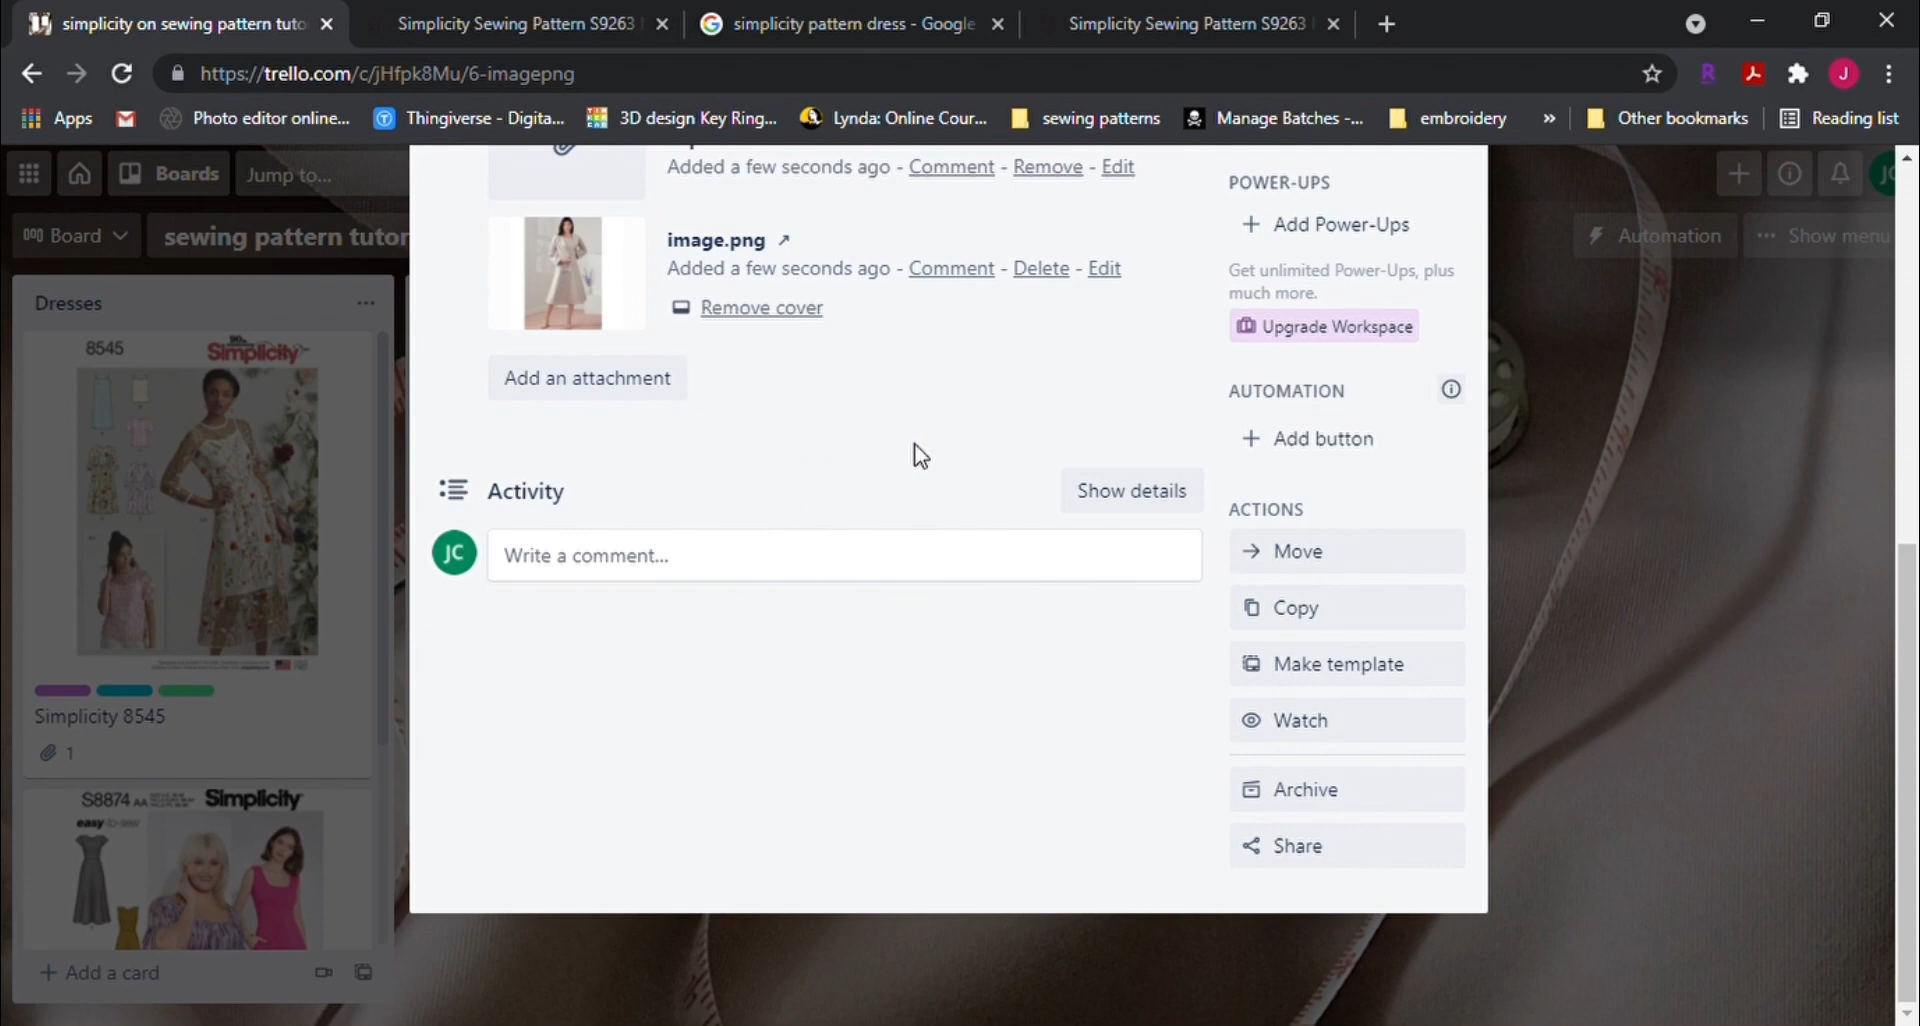 simplicity on sewing pattern tuto
Simplicity Sewing Pattern S9263
simplicity pattern dress - Google
Simplicity Sewing Pattern S9263
https://trello.com/c/jHfpk8Mu/6-imagepng
J
Apps
Photo editor online...
Thingiverse - Digita...
3D design Key Ring...
Lynda: Online Cour...
sewing patterns
Manage Batches -...
embroidery
»
Other bookmarks
Reading list
Boards
Jump to...
Board
sewing pattern tutor
Automation
Show menu
Added a few seconds ago - Comment - Remove - Edit
image.png
Added a few seconds ago - Comment - Delete - Edit
Remove cover
Add an attachment
Activity
Show details
JC
Write a comment...
POWER-UPS
+ Add Power-Ups
Get unlimited Power-Ups, plus
much more.
Upgrade Workspace
AUTOMATION
+ Add button
ACTIONS
Move
Copy
Make template
Watch
Archive
Share
Dresses
8545
Simplicity
Simplicity 8545
1
S8874 AA
Simplicity
easy-to-sew
+ Add a card